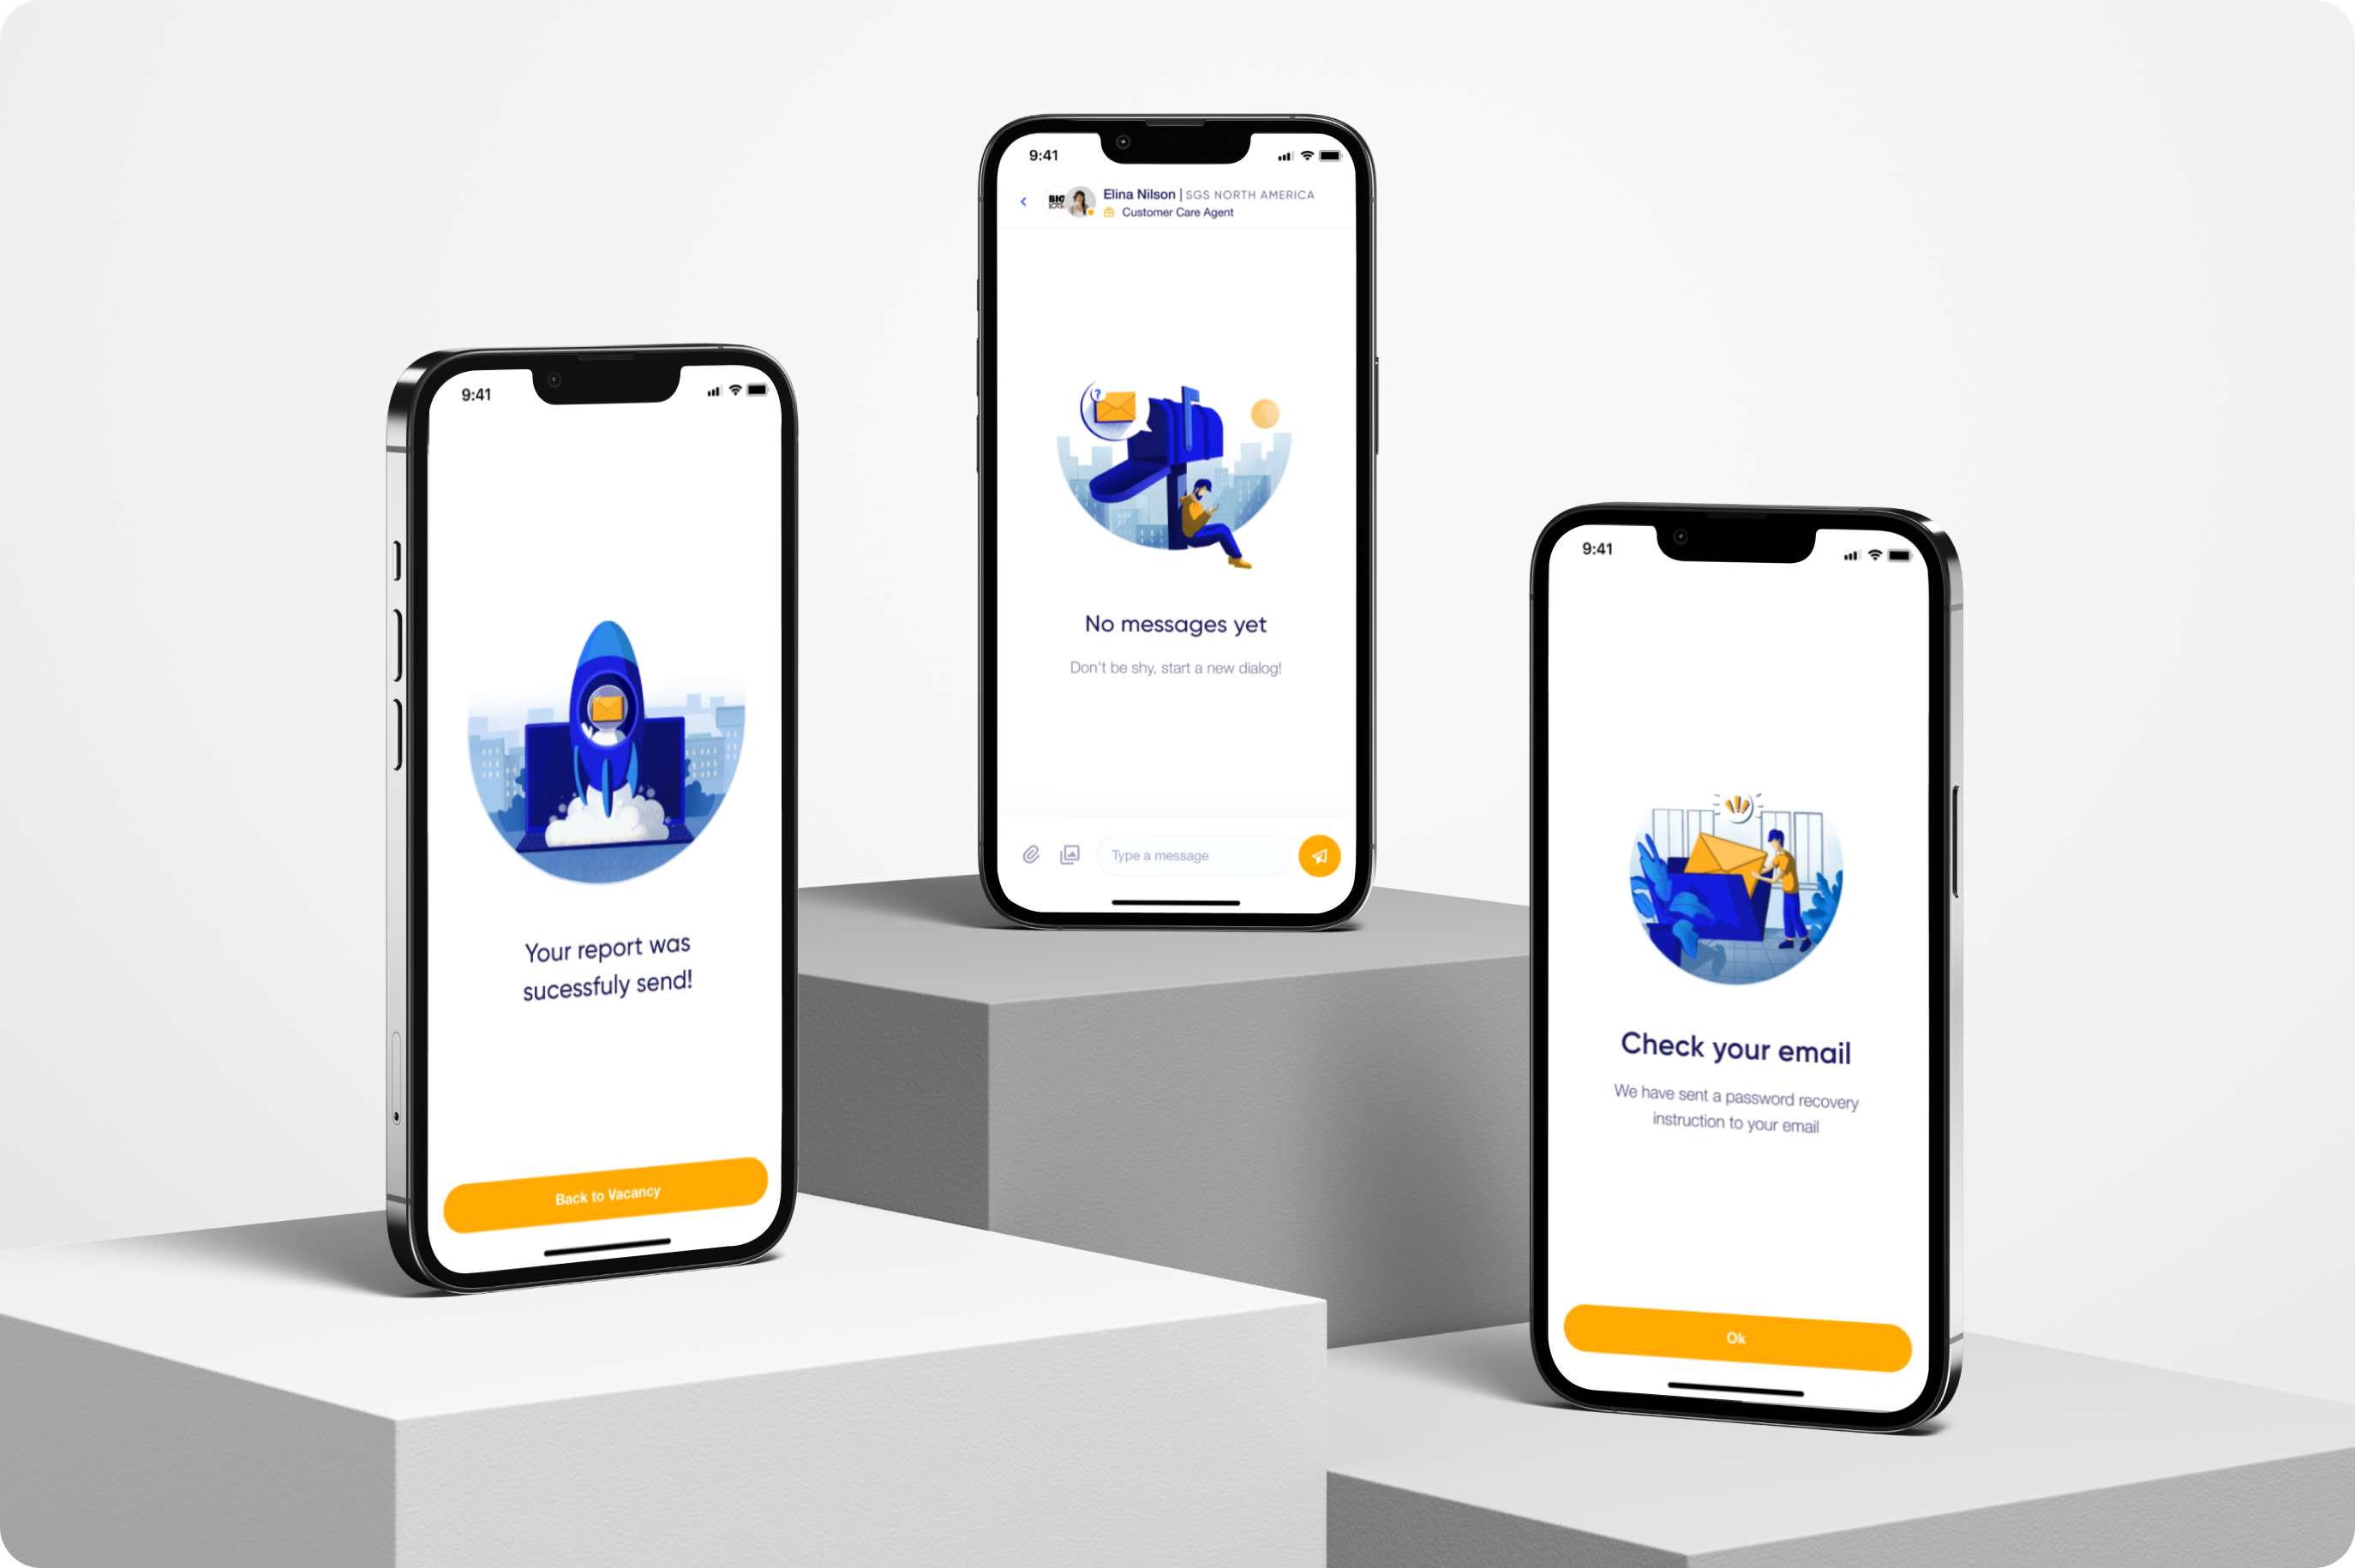 9:41
Your report was
sucessfuly send!
Back to Vacancy
9:41
BIG
LOTS
Elina Nilson | SGS NORTH AMERICA
Customer Care Agent
?
No messages yet
Don't be shy, start a new dialog!
Type a message
9:41
Check your email
We have sent a password recovery
instruction to your email
Ok